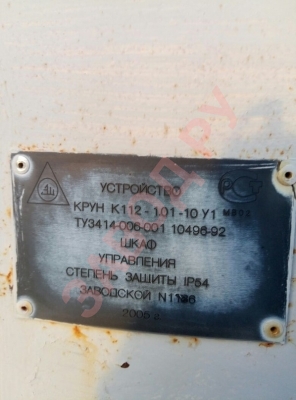 УСТРОЙСТВО
КРУН К112-1.01-10 У1
ТУ3414-006-001 10496-92
ШКАФ
УПРАВЛЕНИЯ
СТЕПЕНЬ ЗАЩИТЫ IP54
ЗАВОДСКОЙ N1186
2006 г.